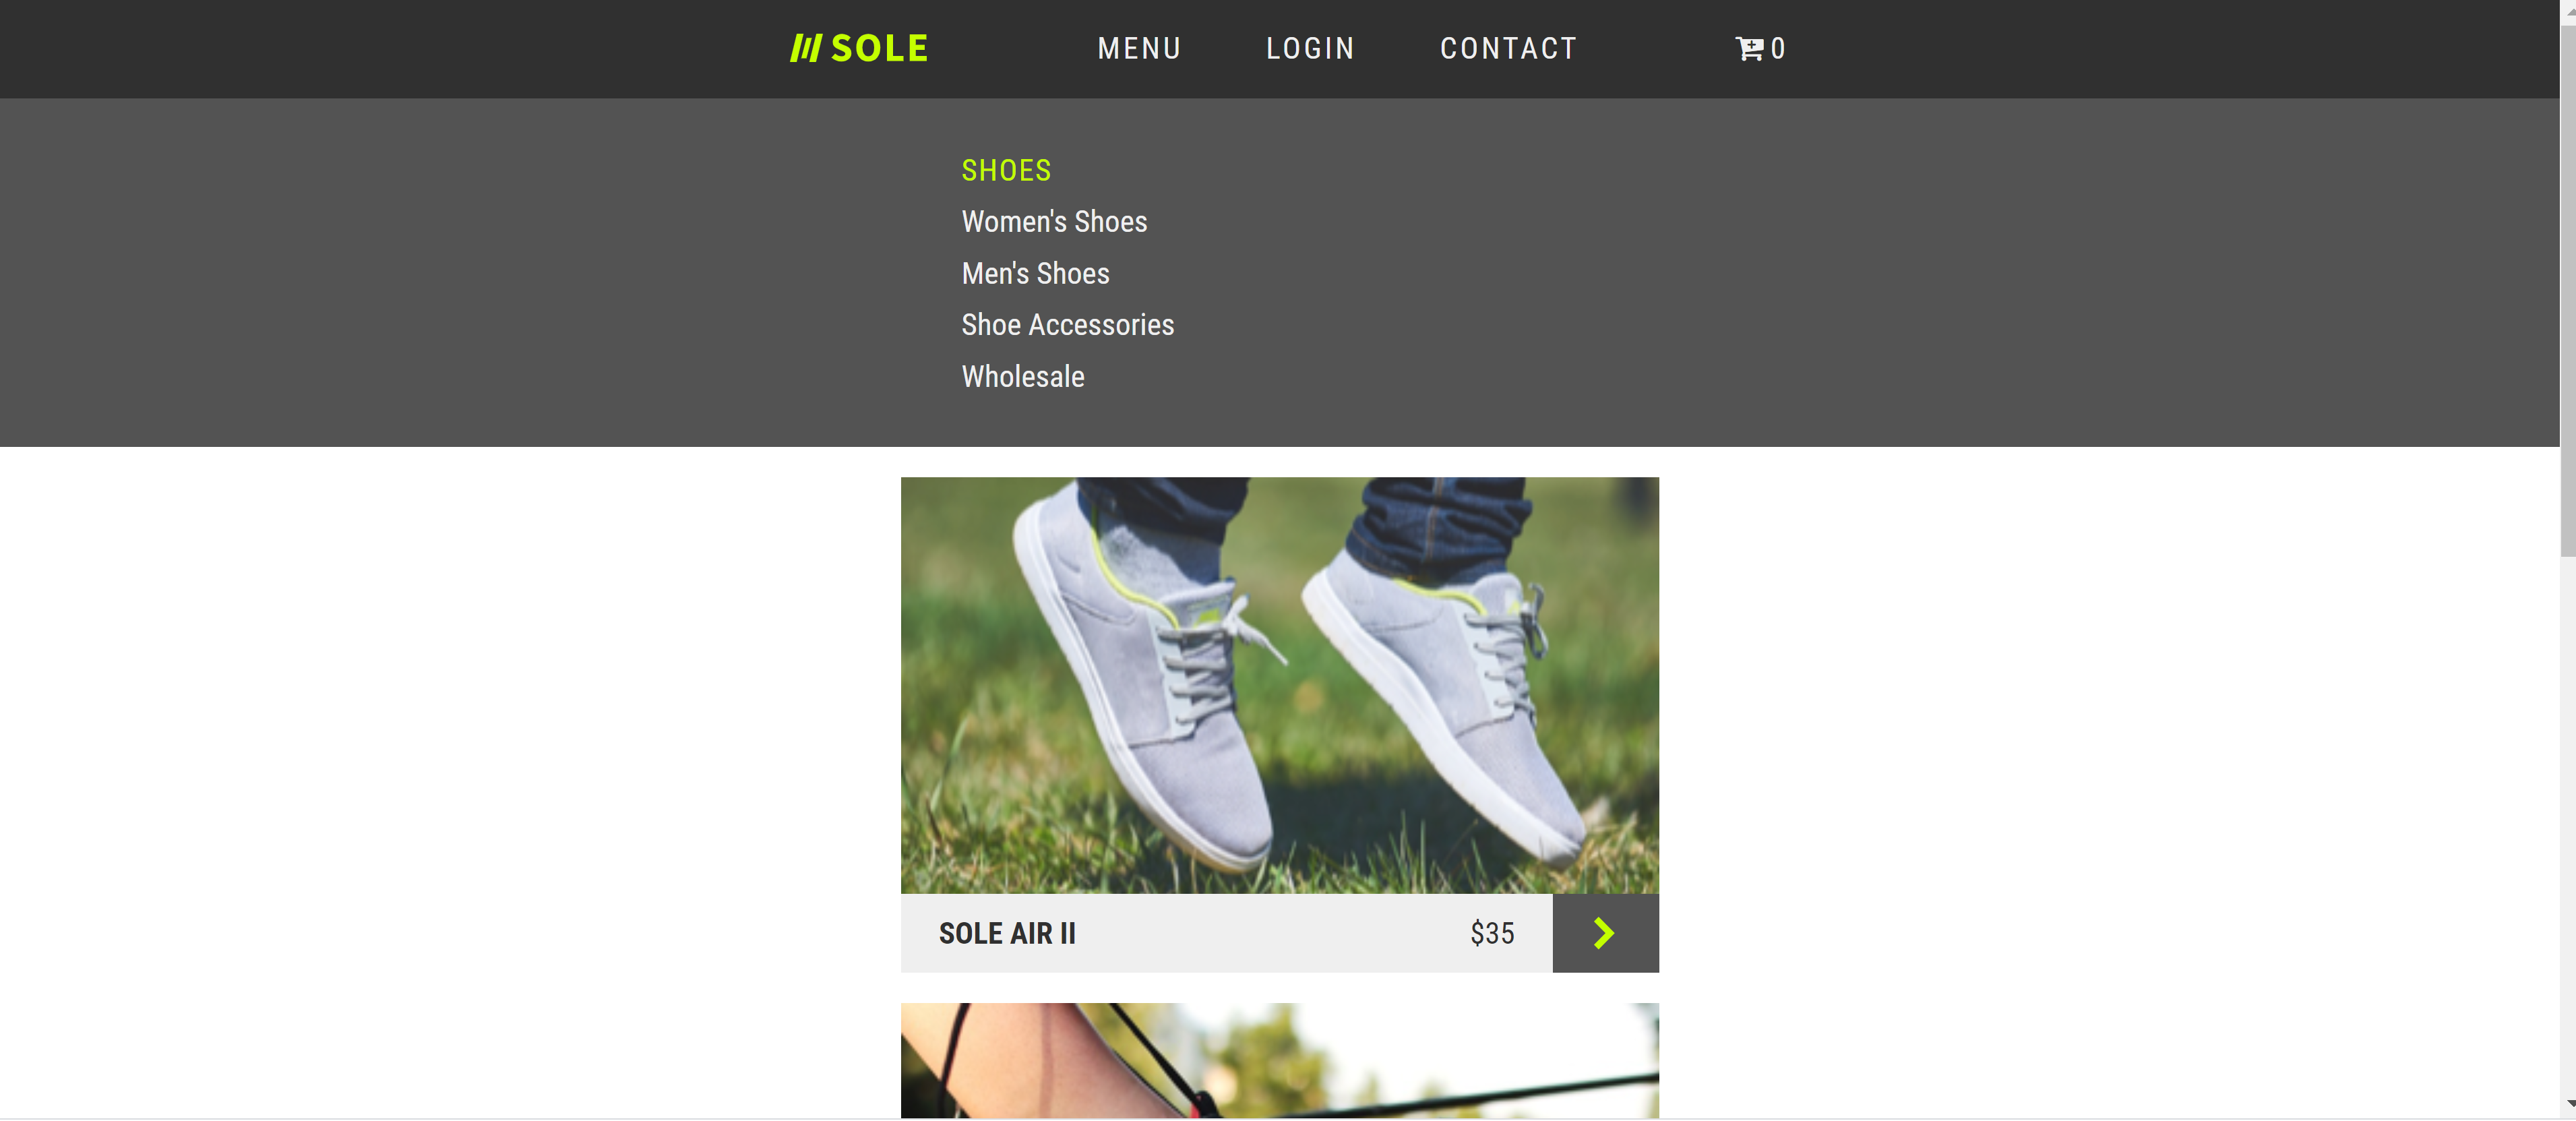 SOLE
MENU LOGIN CONTACT 0
SHOES
Women's Shoes
Men's Shoes
Shoe Accessories
Wholesale
SOLE AIR II $35